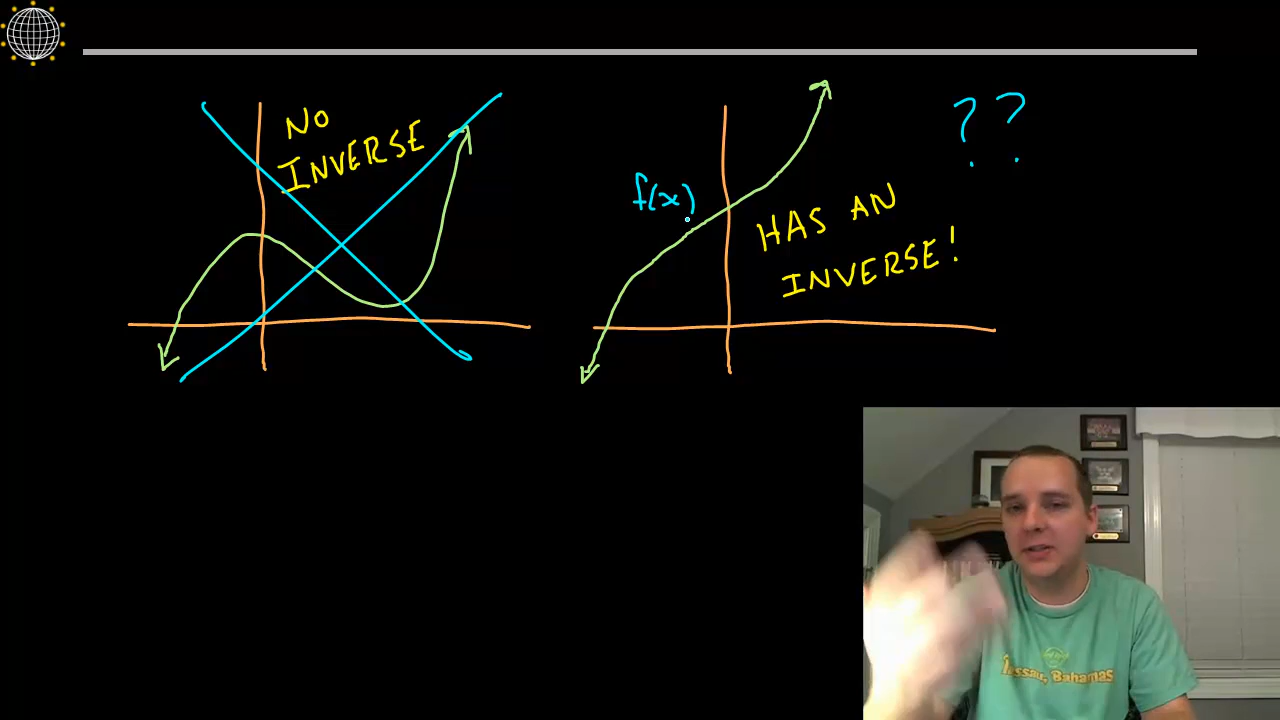 NO
INVERSE
f(x)
HAS AN
INVERSE!
??
Nassau, Bahamas